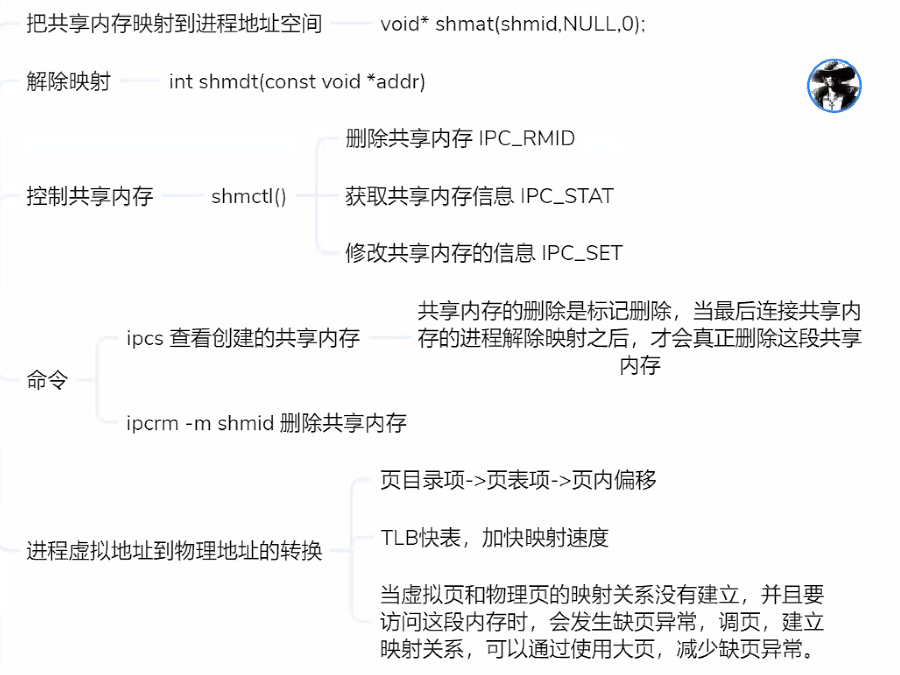 把共享内存映射到进程地址空间
void* shmat(shmid,NULL,0);
解除映射
int shmdt(const void *addr)
删除共享内存 IPC_RMID
控制共享内存
shmctl()
获取共享内存信息 IPC_STAT
修改共享内存的信息 IPC_SET
命令
ipcs 查看创建的共享内存
共享内存的删除是标记删除，当最后连接共享内
存的进程解除映射之后，才会真正删除这段共享
内存
ipcrm -m shmid 删除共享内存
进程虚拟地址到物理地址的转换
页目录项->页表项->页内偏移
TLB快表，加快映射速度
当虚拟页和物理页的映射关系没有建立，并且要
访问这段内存时，会发生缺页异常，调页，建立
映射关系，可以通过使用大页，减少缺页异常。